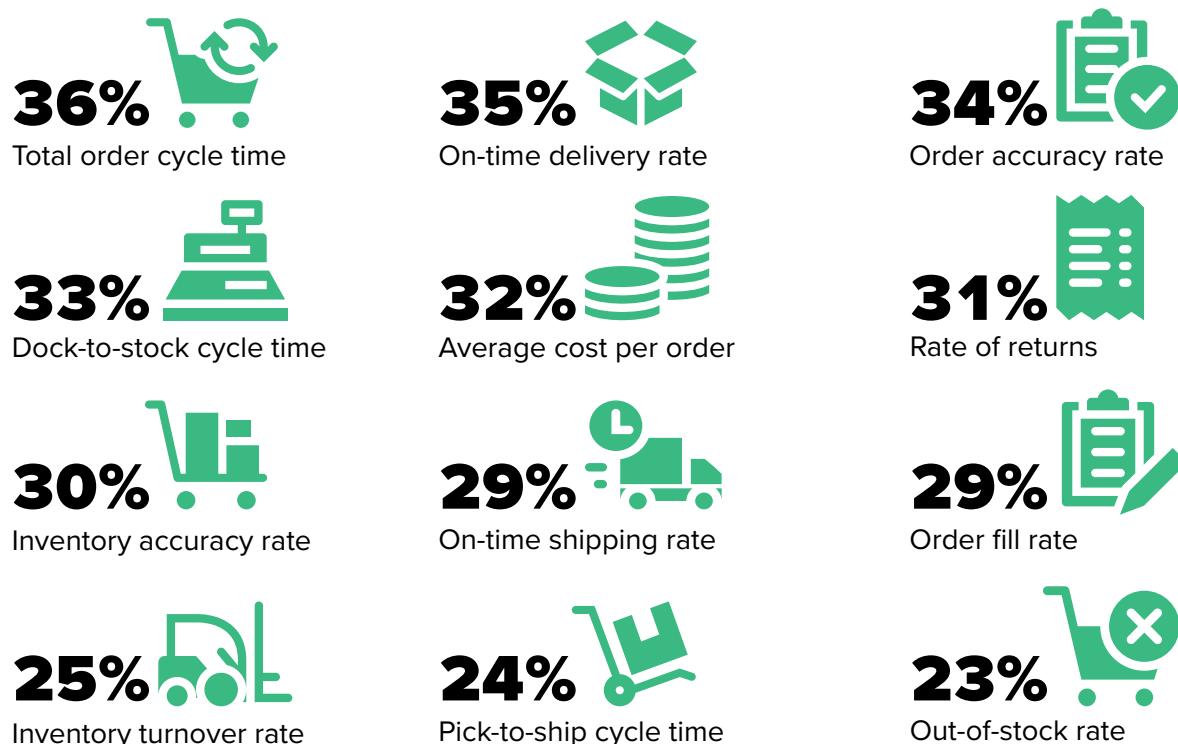 36%
Total order cycle time
35%
On-time delivery rate
34%
Order accuracy rate
33%
Dock-to-stock cycle time
32%
Average cost per order
31%
Rate of returns
30%
Inventory accuracy rate
29%
On-time shipping rate
29%
Order fill rate
25%
Inventory turnover rate
24%
Pick-to-ship cycle time
23%
Out-of-stock rate